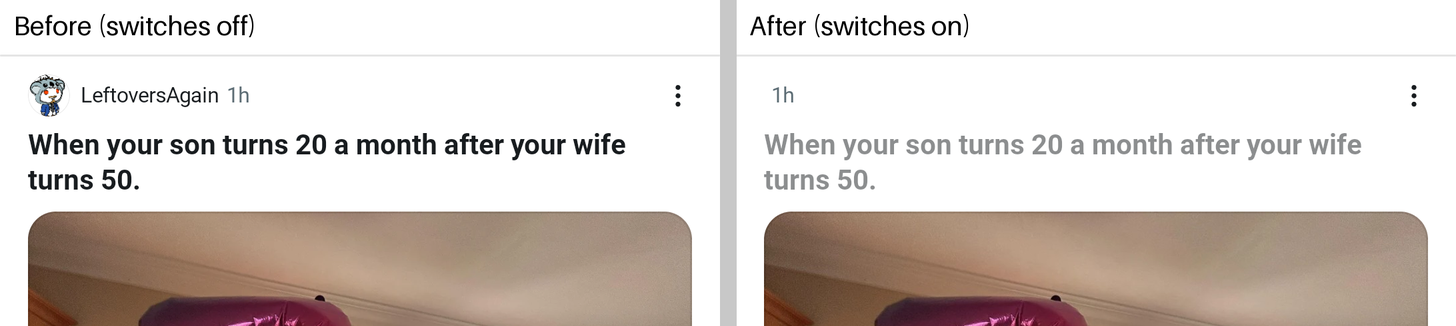 Before (switches off)
LeftoversAgain 1h
When your son turns 20 a month after your wife
turns 50.
After (switches on)
1h
When your son turns 20 a month after your wife
turns 50.